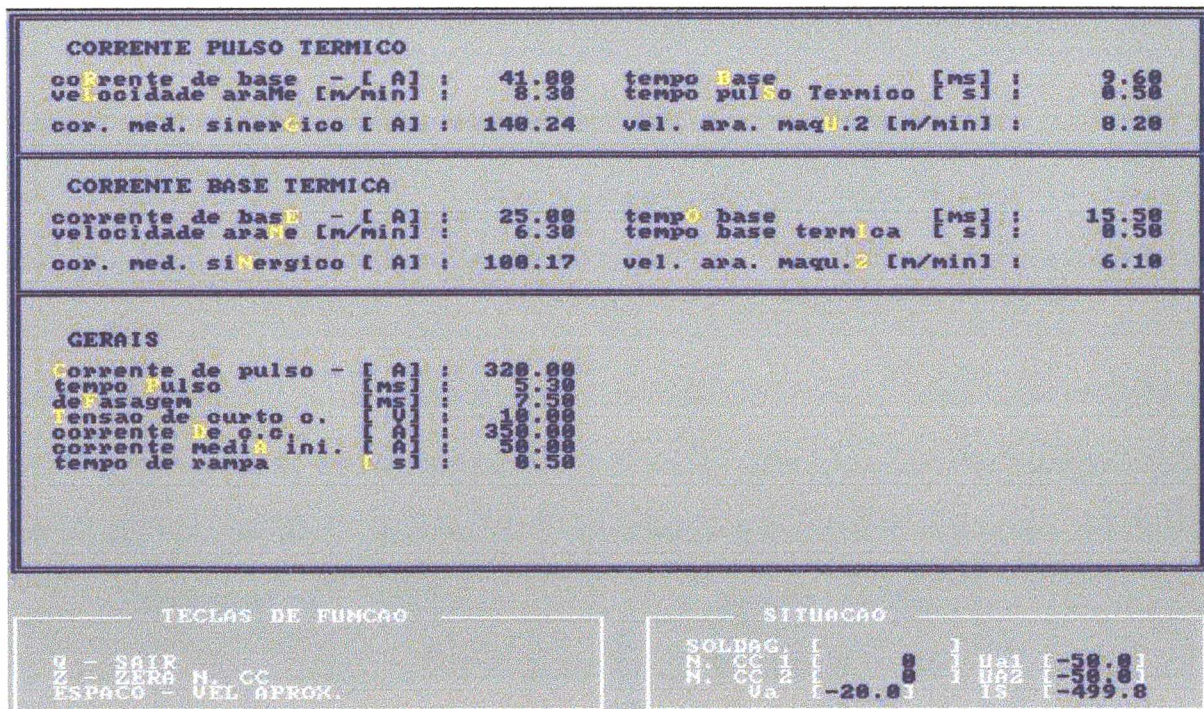 CORRENTE PULSO TERMICO
coRrente de base - [ A] : 41.00 tempo Base [ms] : 9.60
veLocidade araMe [m/min] : 8.30 tempo pulSo Termico [ s] : 0.50
cor. med. sinerGico [ A] : 140.24 vel. ara. maqU.2 [m/min] : 8.20
CORRENTE BASE TERMICA
corrente de basE - [ A] : 25.00 tempO base [ms] : 15.50
velocidade araMe [m/min] : 6.30 tempo base termIca [ s] : 0.50
cor. med. siNergico [ A] : 100.17 vel. ara. maqu.2 [m/min] : 6.10
GERAIS
Corrente de pulso - [ A] : 320.00
tempo Pulso [ms] : 5.30
deFasagem [ms] : 7.50
Tensao de curto c. [ V] : 10.00
corrente De c.c. [ A] : 350.00
corrente mediA ini. [ A] : 50.00
tempo de rampa [ s] : 0.50
TECLAS DE FUNCAO
Q - SAIR
Z - ZERA N. CC
ESPACO - VEL APROX.
SITUACAO
SOLDAG. [ ]
N. CC 1 [ 0 ] Ua1 [-50.0]
N. CC 2 [ 0 ] UA2 [-50.0]
Va [-20.0] IS [-499.8